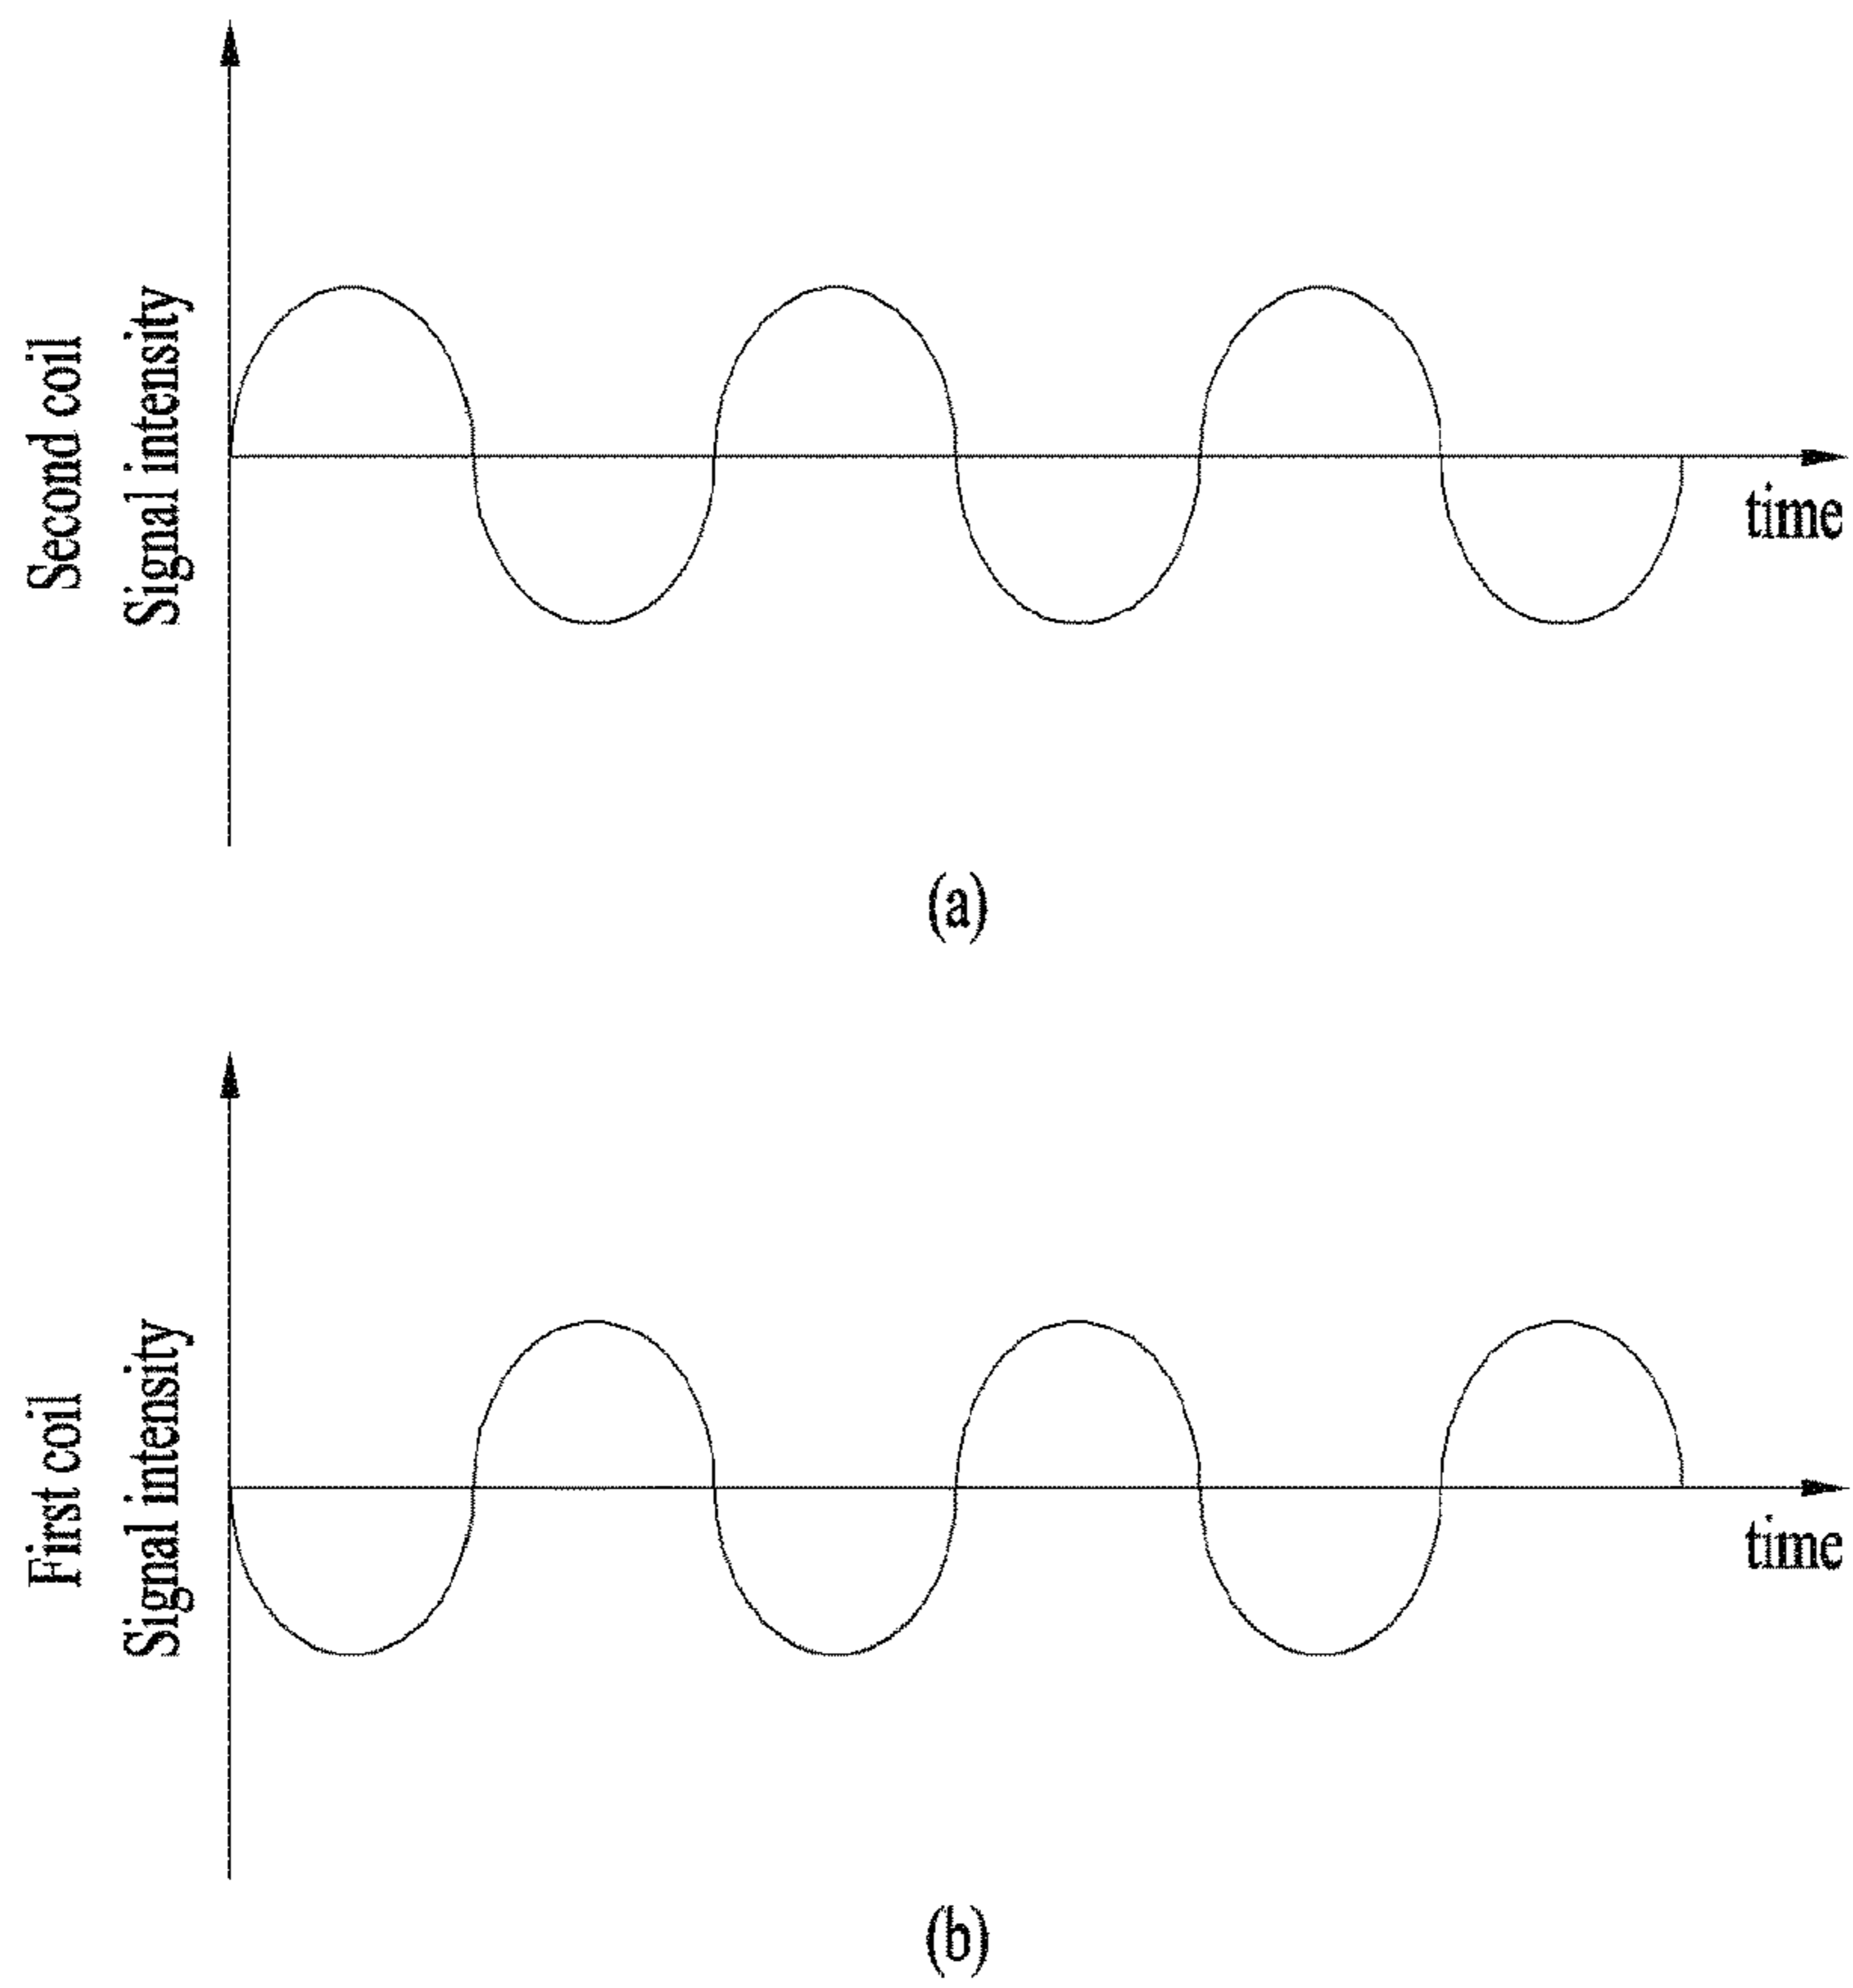 Second coil
Signal intensity
time
(a)
First coil
Signal intensity
time
(b)